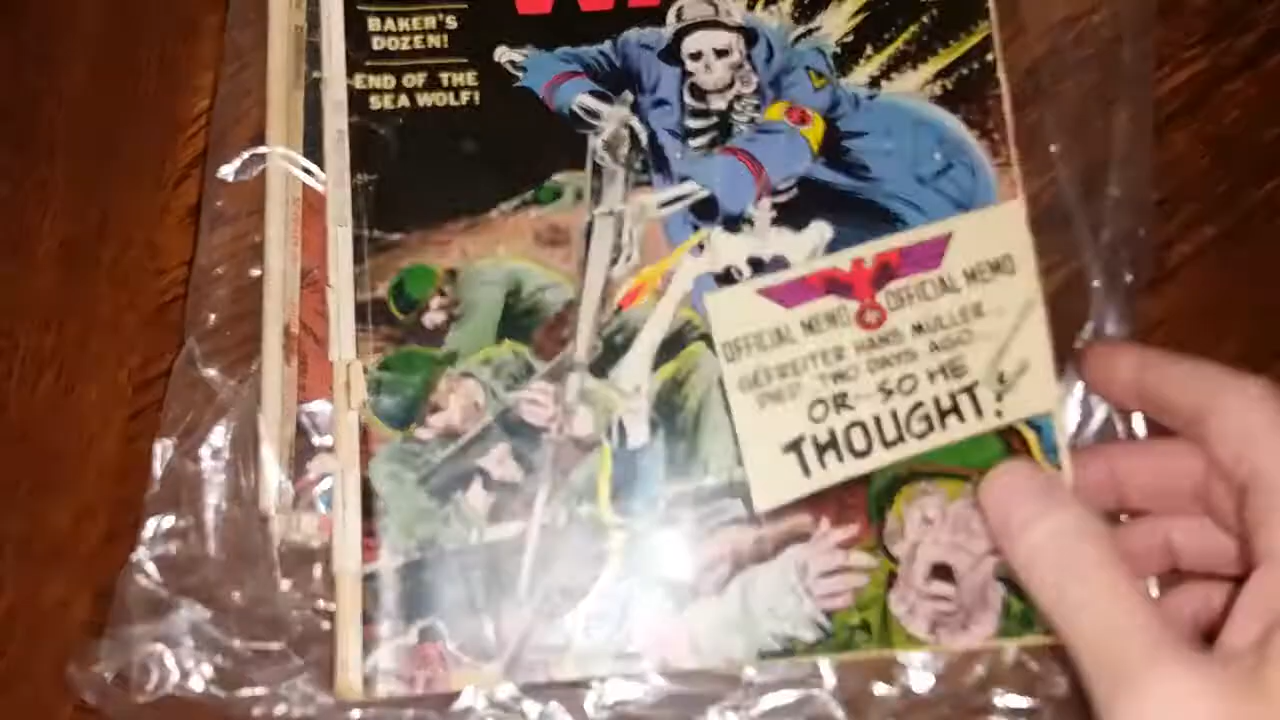 BAKER'S
DOZEN!
END OF THE
SEA WOLF!
OFFICIAL MEMO OFFICIAL MEMO
GEFREITER HANS MULLER...
DIED TWO DAYS AGO...
OR--SO HE
THOUGHT!